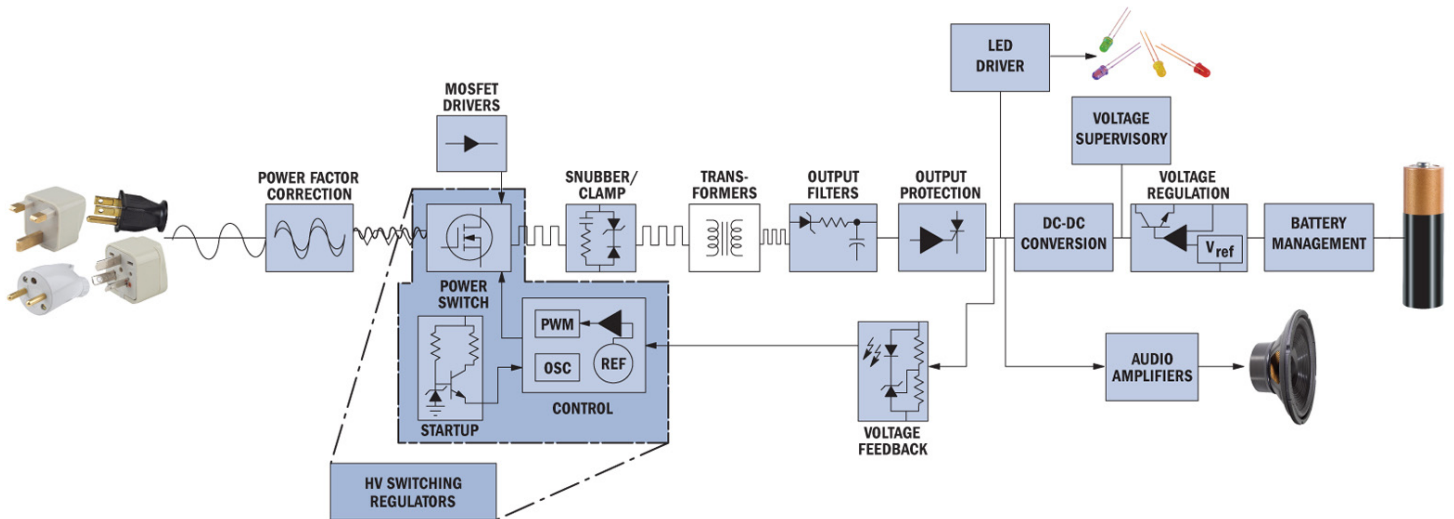 LED
DRIVER
MOSFET
DRIVERS
VOLTAGE
SUPERVISORY
POWER FACTOR
CORRECTION
SNUBBER/
CLAMP
TRANS-
FORMERS
OUTPUT
FILTERS
OUTPUT
PROTECTION
VOLTAGE
REGULATION
DC-DC
CONVERSION
Vref
BATTERY
MANAGEMENT
POWER
SWITCH
PWM
OSC
REF
CONTROL
STARTUP
VOLTAGE
FEEDBACK
AUDIO
AMPLIFIERS
HV SWITCHING
REGULATORS